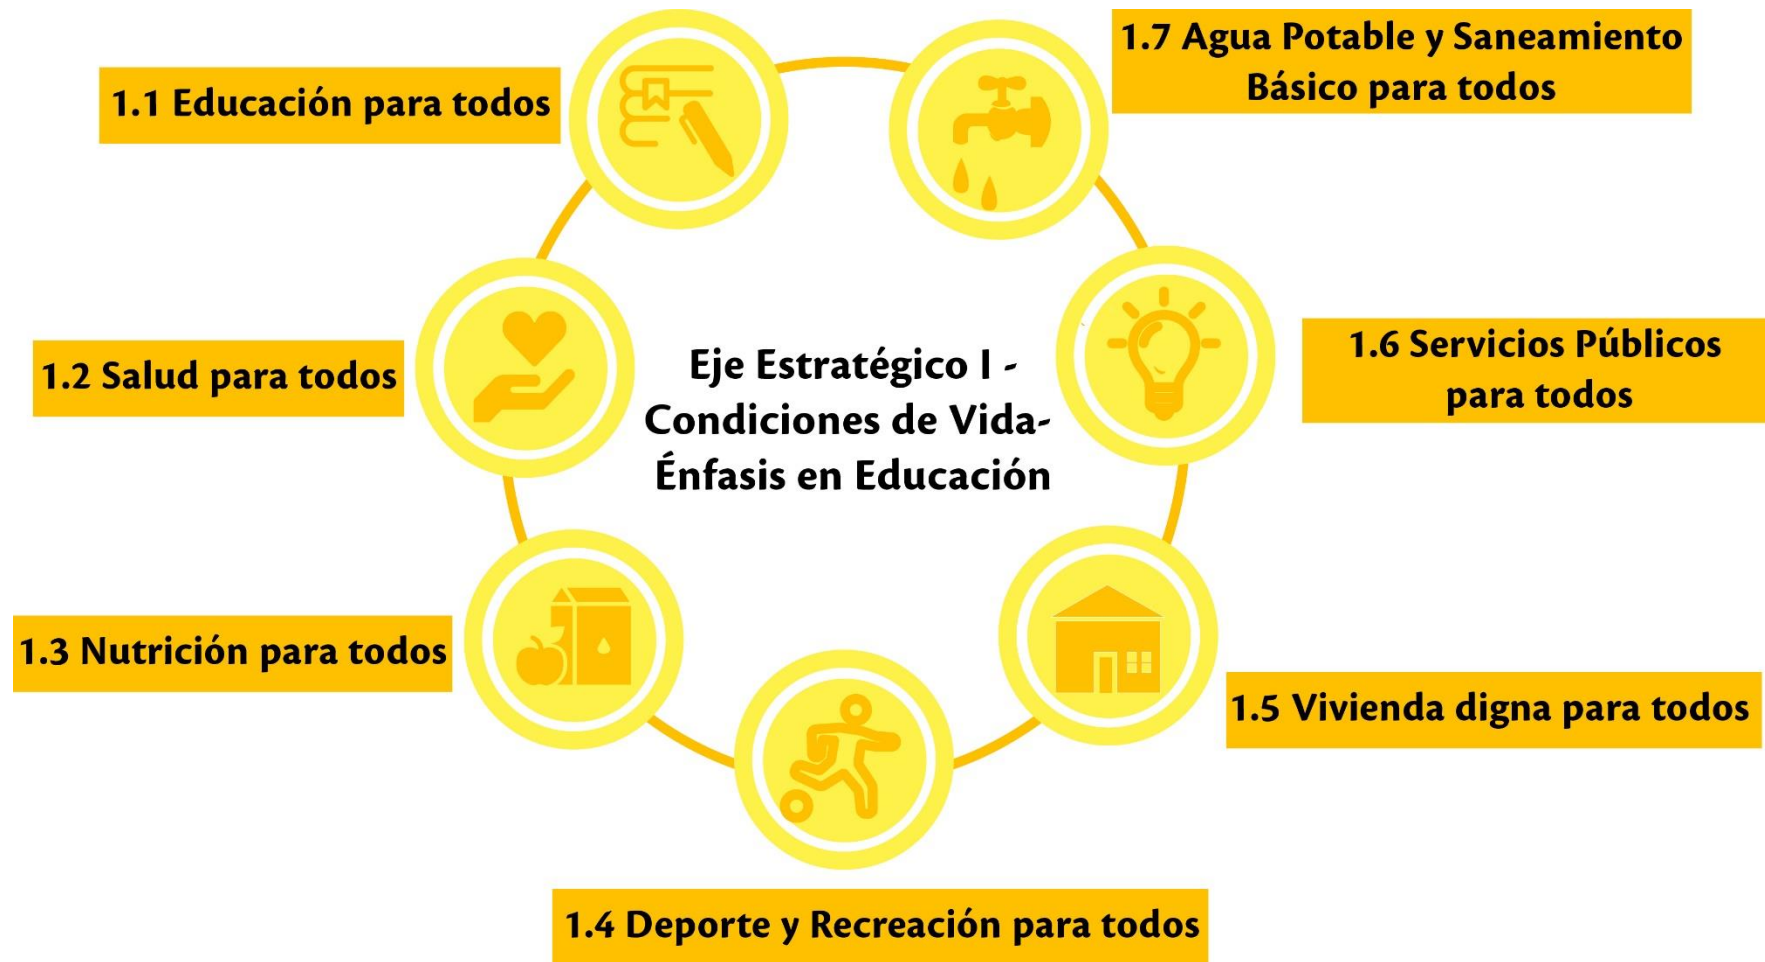 1.1 Educación para todos
1.7 Agua Potable y Saneamiento
Básico para todos
1.2 Salud para todos
Eje Estratégico I -
Condiciones de Vida-
Énfasis en Educación
1.6 Servicios Públicos
para todos
1.3 Nutrición para todos
1.5 Vivienda digna para todos
1.4 Deporte y Recreación para todos